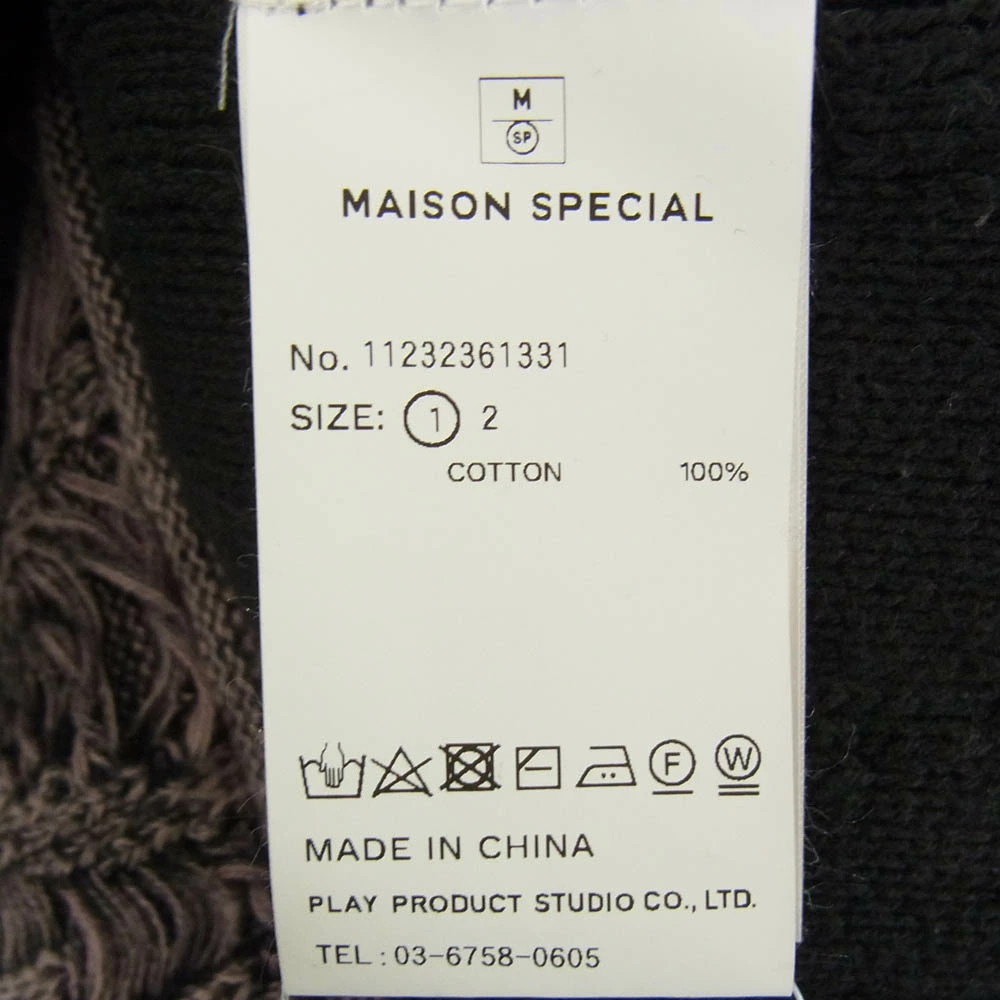 M
SP
MAISON SPECIAL
No. 11232361331
SIZE: 1 2
COTTON 100%
F W
MADE IN CHINA
PLAY PRODUCT STUDIO CO., LTD.
TEL : 03-6758-0605